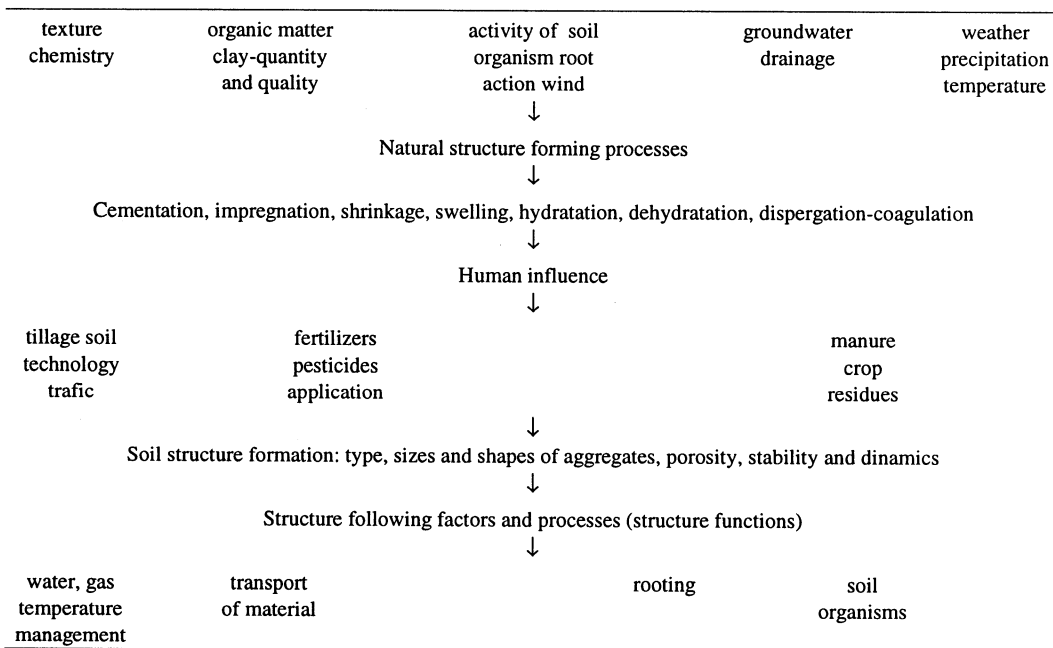 texture organic matter activity of soil groundwater weather
chemistry clay-quantity organism root drainage precipitation
and quality action wind temperature
↓
Natural structure forming processes
↓
Cementation, impregnation, shrinkage, swelling, hydratation, dehydratation, dispergation-coagulation
↓
Human influence
↓
tillage soil fertilizers manure
technology pesticides crop
trafic application residues
↓
Soil structure formation: type, sizes and shapes of aggregates, porosity, stability and dinamics
↓
Structure following factors and processes (structure functions)
↓
water, gas transport rooting soil
temperature of material organisms
management